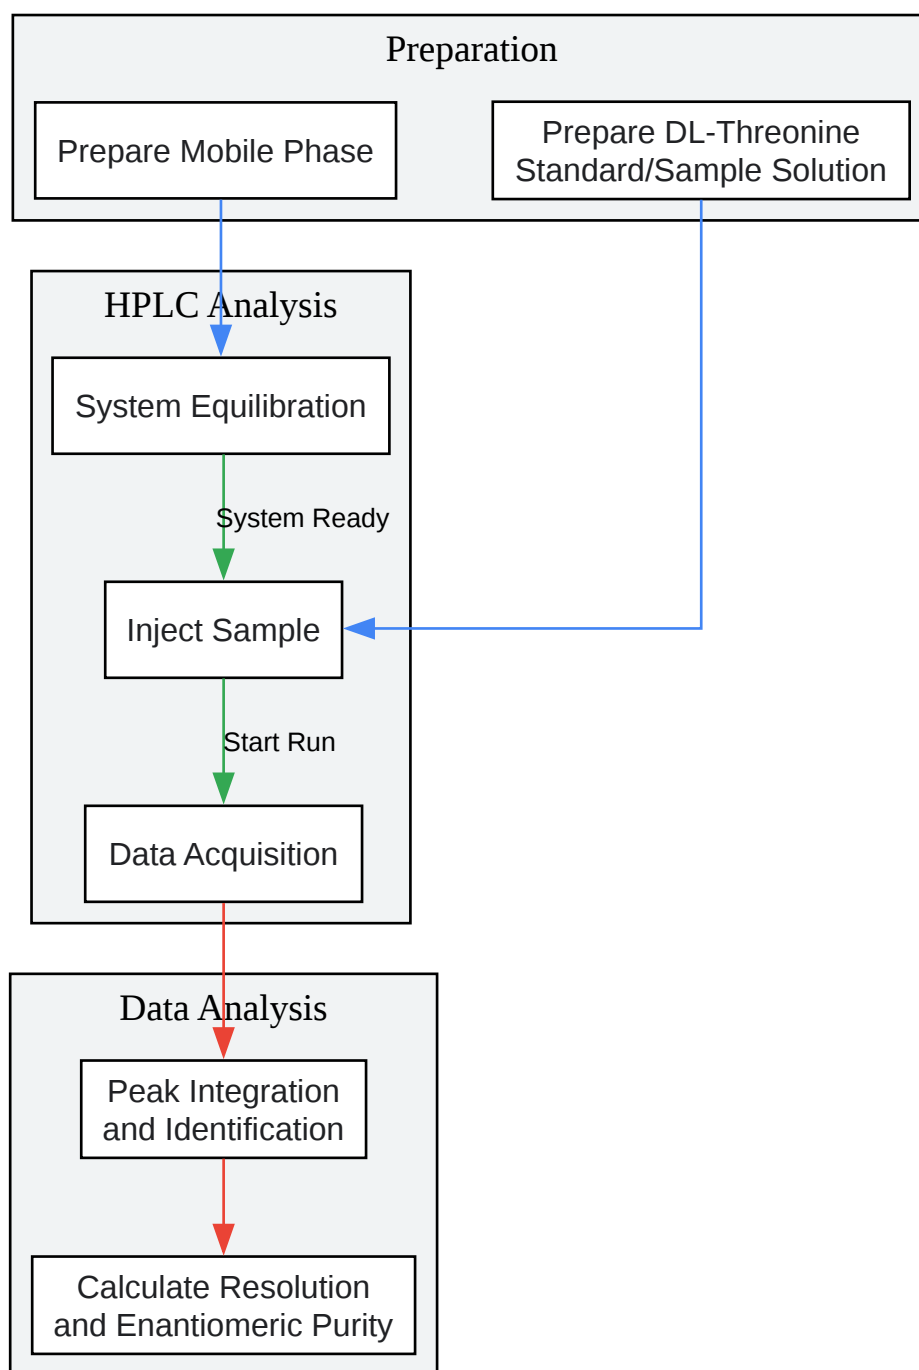 Preparation
Prepare Mobile Phase
Prepare DL-Threonine
Standard/Sample Solution
HPLC Analysis
System Equilibration
System Ready
Inject Sample
Start Run
Data Acquisition
Data Analysis
Peak Integration
and Identification
Calculate Resolution
and Enantiomeric Purity